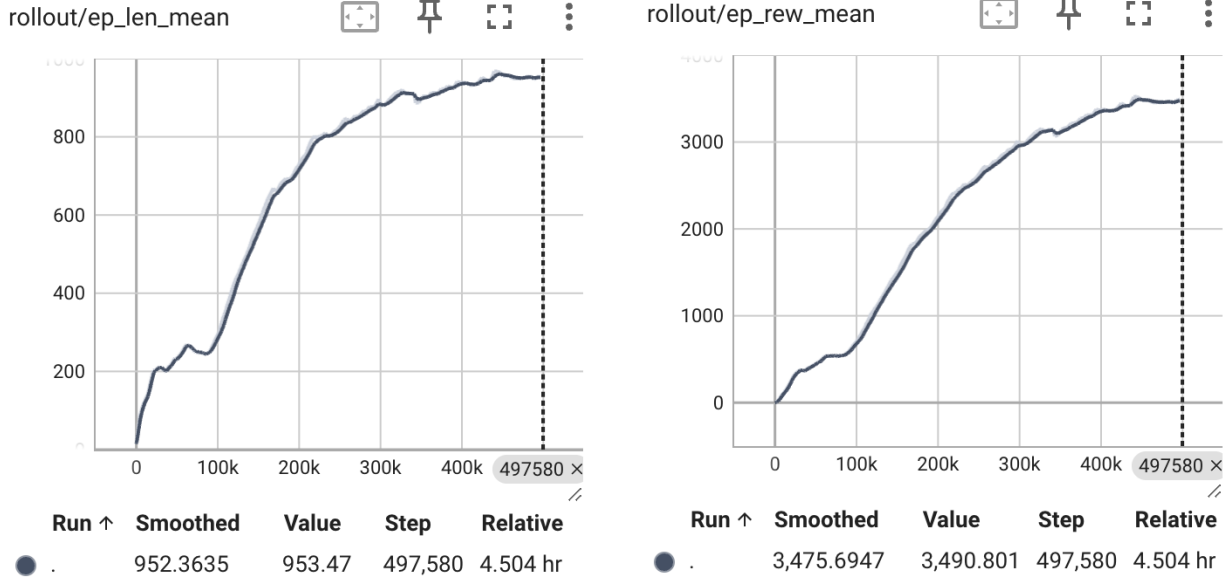 rollout/ep_len_mean
800
600
400
200
0 100k 200k 300k 400k 497580 ×
Run ↑ Smoothed Value Step Relative
. 952.3635 953.47 497,580 4.504 hr
rollout/ep_rew_mean
4000
3000
2000
1000
0
0 100k 200k 300k 400k 497580 ×
Run ↑ Smoothed Value Step Relative
. 3,475.6947 3,490.801 497,580 4.504 hr